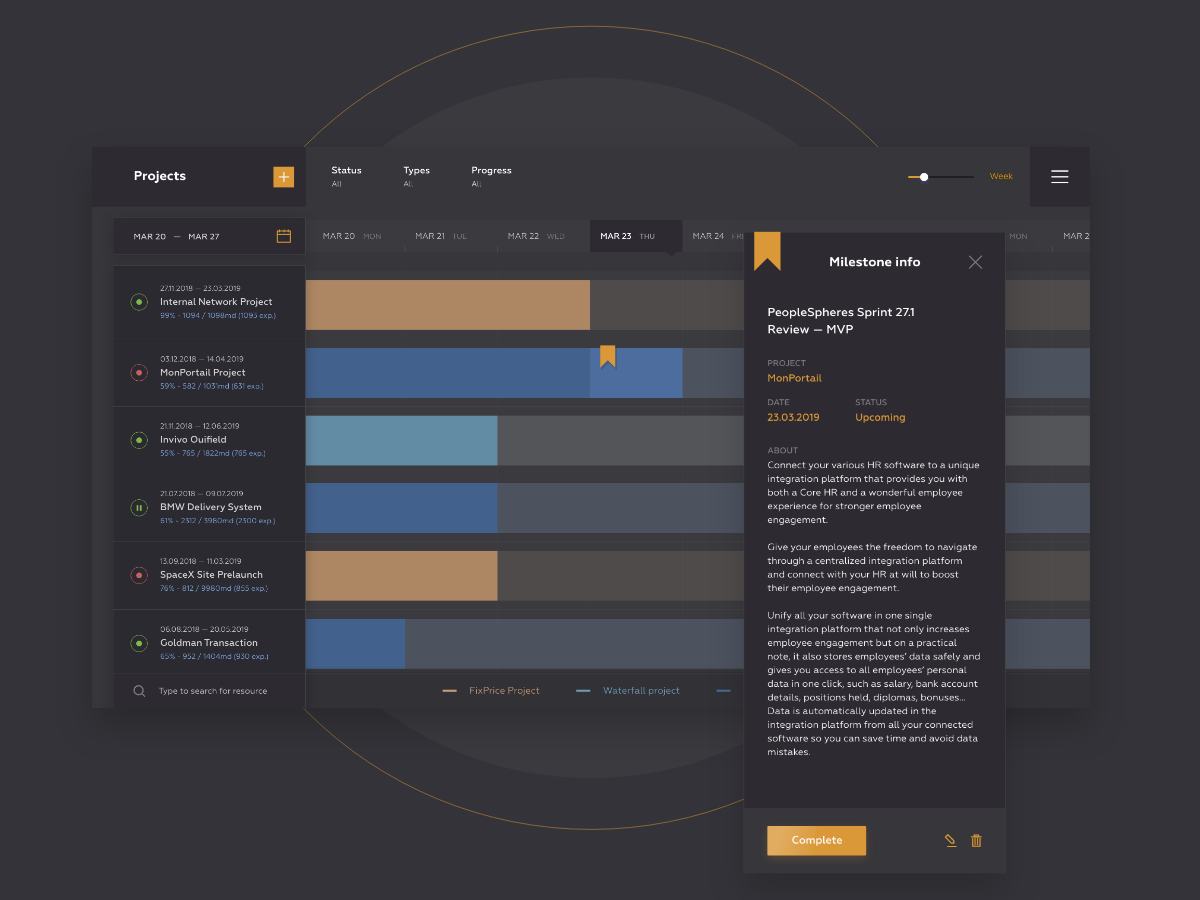 Projects
Status
All
Types
All
Progress
All
Week
MAR 20 — MAR 27
MAR 20 MON
MAR 21 TUE
MAR 22 WED
MAR 23 THU
MAR 24 FRI
MON
MAR 2
27.11.2018 — 23.03.2019
Internal Network Project
99% - 1094 / 1098md (1095 exp.)
03.12.2018 — 14.04.2019
MonPortail Project
59% - 582 / 1031md (631 exp.)
21.11.2018 — 12.06.2019
Invivo Ouifield
55% - 765 / 1822md (765 exp.)
21.07.2018 — 09.07.2019
BMW Delivery System
61% - 2312 / 3980md (2300 exp.)
13.09.2018 — 11.03.2019
SpaceX Site Prelaunch
76% - 812 / 9980md (855 exp.)
06.08.2018 — 20.05.2019
Goldman Transaction
65% - 952 / 1404md (930 exp.)
Type to search for resource
FixPrice Project
Waterfall project
Milestone info
PeopleSpheres Sprint 27.1
Review — MVP
PROJECT
MonPortail
DATE
23.03.2019
STATUS
Upcoming
ABOUT
Connect your various HR software to a unique
integration platform that provides you with
both a Core HR and a wonderful employee
experience for stronger employee
engagement.
Give your employees the freedom to navigate
through a centralized integration platform
and connect with your HR at will to boost
their employee engagement.
Unify all your software in one single
integration platform that not only increases
employee engagement but on a practical
note, it also stores employees' data safely and
gives you access to all employees' personal
data in one click, such as salary, bank account
details, positions held, diplomas, bonuses...
Data is automatically updated in the
integration platform from all your connected
software so you can save time and avoid data
mistakes.
Complete